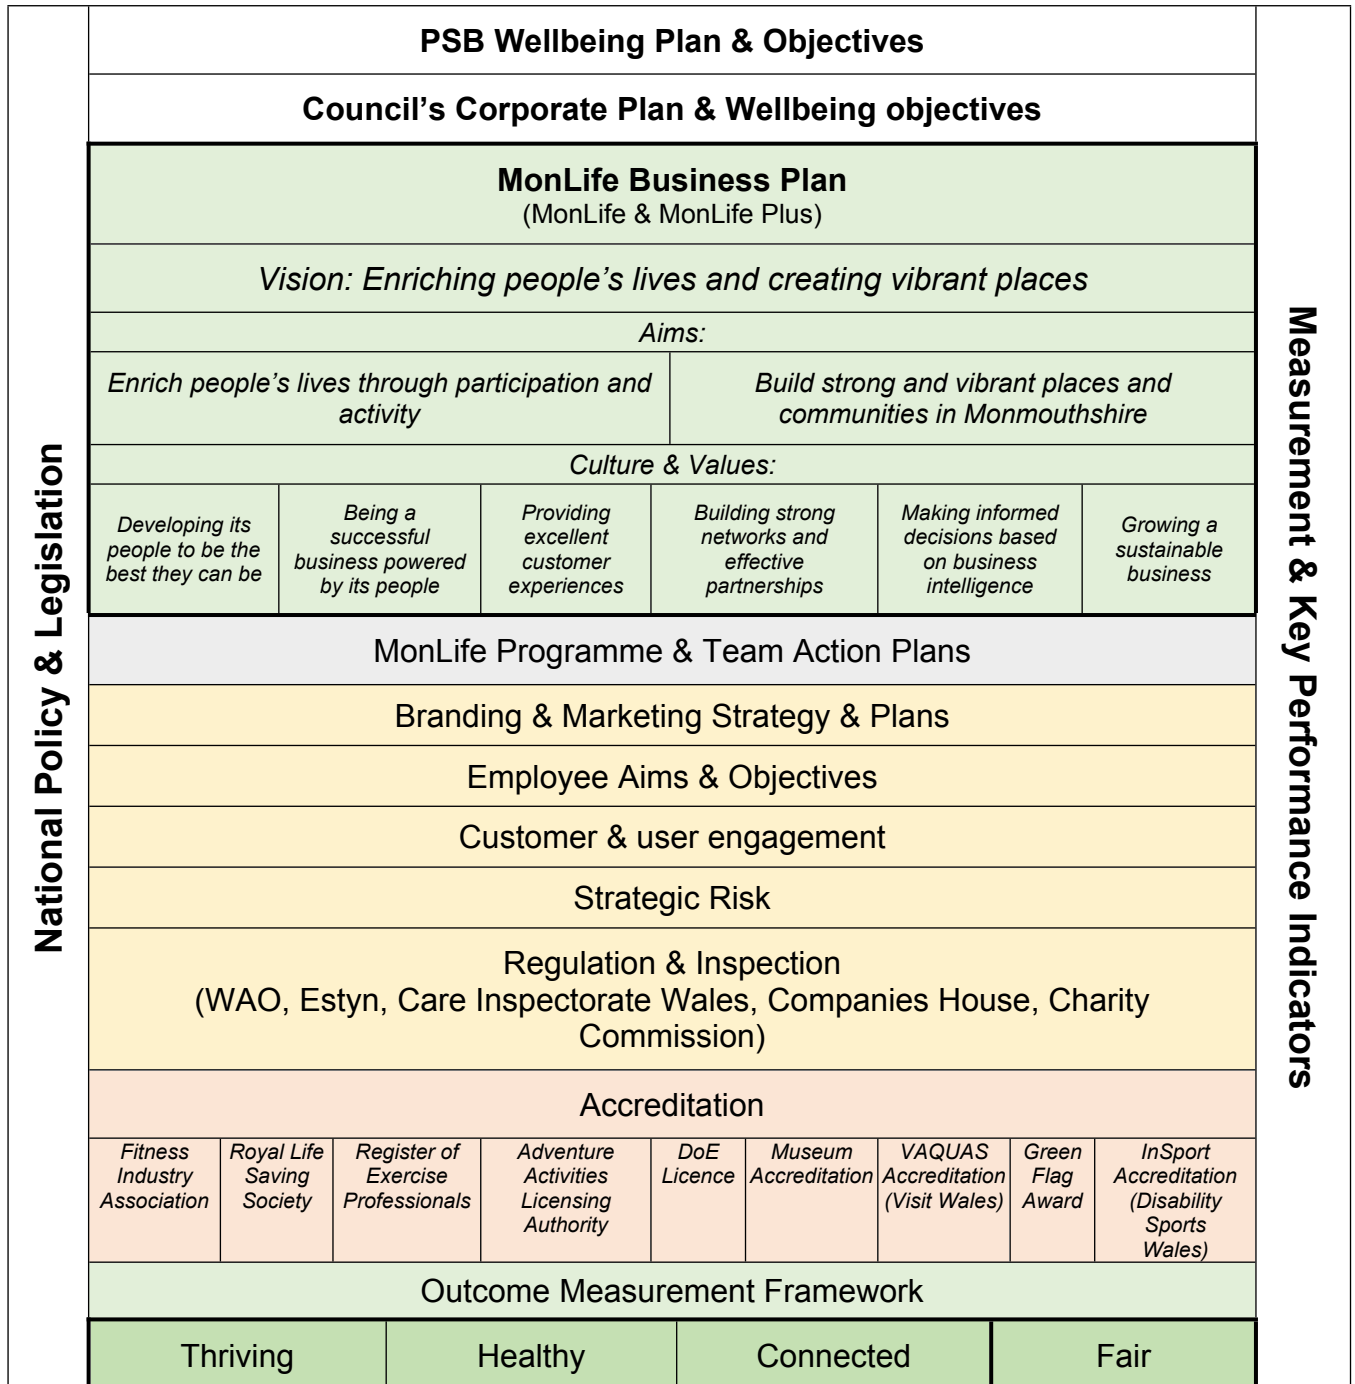 PSB Wellbeing Plan & Objectives
Council’s Corporate Plan & Wellbeing objectives
MonLife Business Plan
(MonLife & MonLife Plus)
Vision: Enriching people’s lives and creating vibrant places
Aims:
Enrich people’s lives through participation and
activity
Build strong and vibrant places and
communities in Monmouthshire
Culture & Values:
Developing its
people to be the
best they can be
Being a
successful
business powered
by its people
Providing
excellent
customer
experiences
Building strong
networks and
effective
partnerships
Making informed
decisions based
on business
intelligence
Growing a
sustainable
business
MonLife Programme & Team Action Plans
Branding & Marketing Strategy & Plans
Employee Aims & Objectives
Customer & user engagement
Strategic Risk
Regulation & Inspection
(WAO, Estyn, Care Inspectorate Wales, Companies House, Charity
Commission)
Accreditation
Fitness
Industry
Association
Royal Life
Saving
Society
Register of
Exercise
Professionals
Adventure
Activities
Licensing
Authority
DoE
Licence
Museum
Accreditation
VAQUAS
Accreditation
(Visit Wales)
Green
Flag
Award
InSport
Accreditation
(Disability
Sports
Wales)
Outcome Measurement Framework
Thriving
Healthy
Connected
Fair
National Policy & Legislation
Measurement & Key Performance Indicators